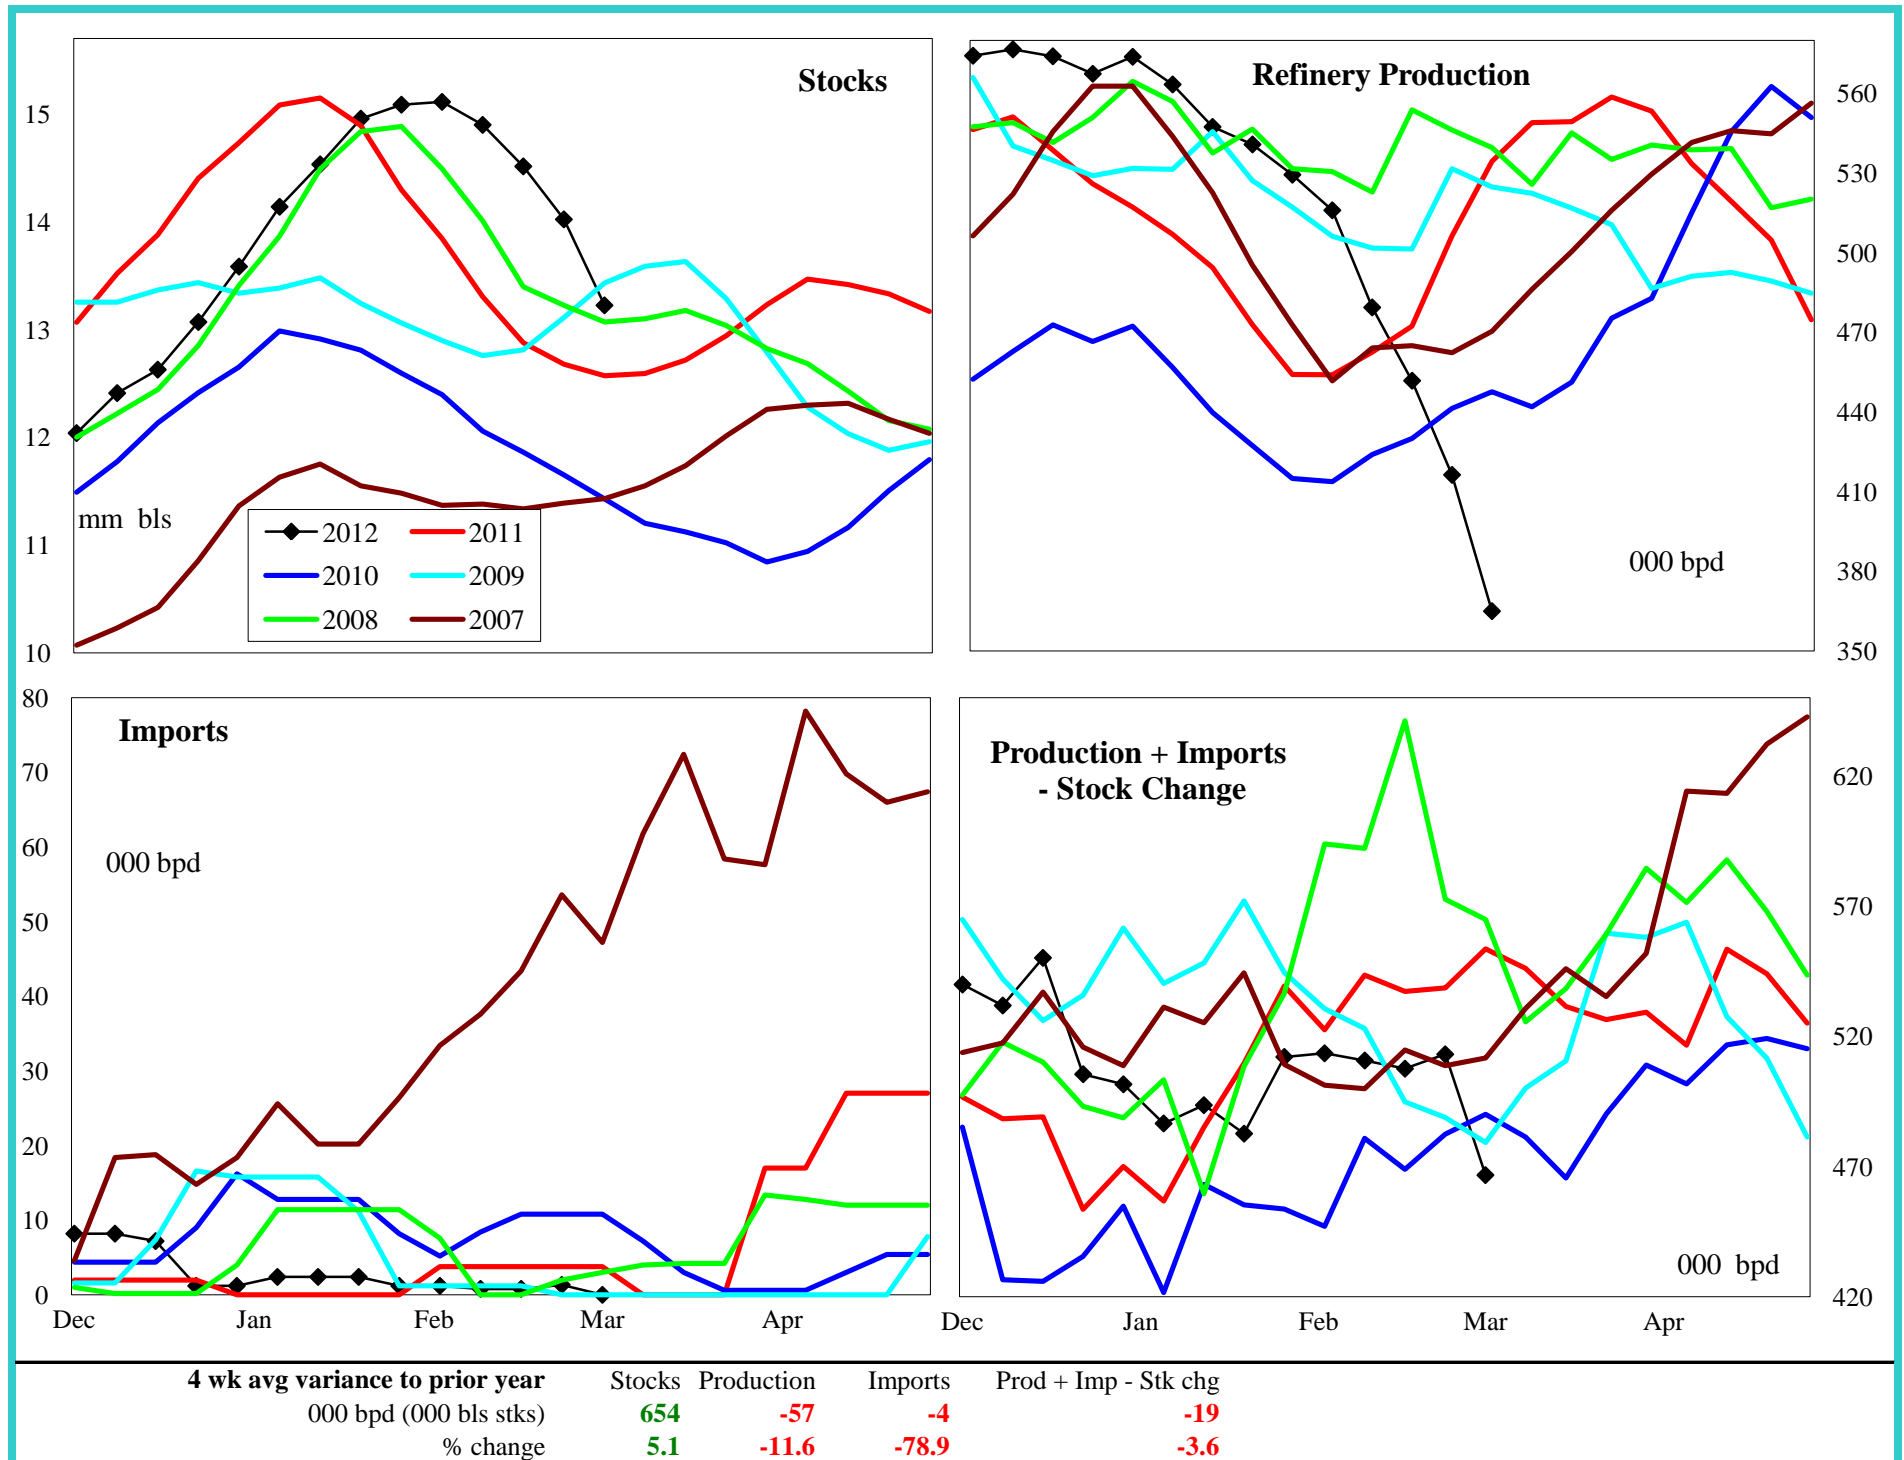 Stocks
15
14
13
12
11
10
mm bls
2012 2011
2010 2009
2008 2007
Refinery Production
560
530
500
470
440
410
380
350
000 bpd
Imports
80
70
60
50
40
30
20
10
0
000 bpd
Dec Jan Feb Mar Apr
Production + Imports
- Stock Change
620
570
520
470
420
000 bpd
Dec Jan Feb Mar Apr
4 wk avg variance to prior year Stocks Production Imports Prod + Imp - Stk chg
000 bpd (000 bls stks) 654 -57 -4 -19
% change 5.1 -11.6 -78.9 -3.6